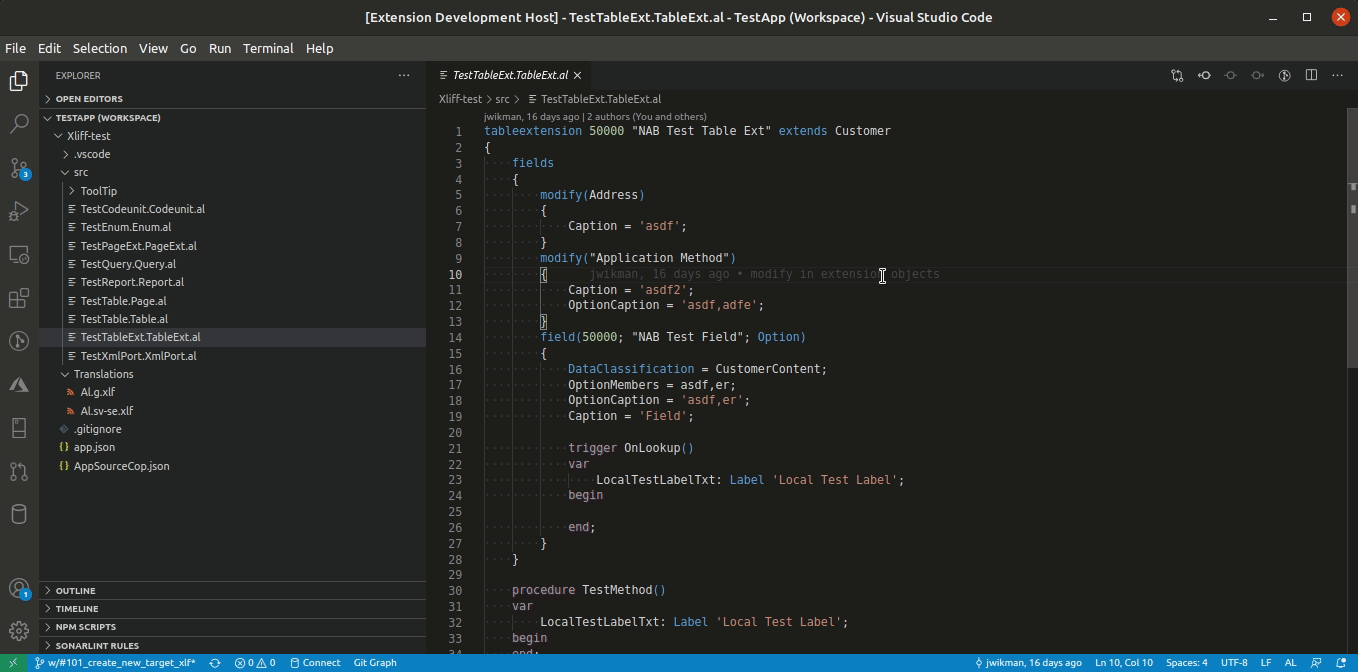 [Extension Development Host] - TestTableExt.TableExt.al - TestApp (Workspace) - Visual Studio Code
File Edit Selection View Go Run Terminal Help
EXPLORER
OPEN EDITORS
TESTAPP (WORKSPACE)
Xliff-test
.vscode
src
ToolTip
TestCodeunit.Codeunit.al
TestEnum.Enum.al
TestPageExt.PageExt.al
TestQuery.Query.al
TestReport.Report.al
TestTable.Page.al
TestTable.Table.al
TestTableExt.TableExt.al
TestXmlPort.XmlPort.al
Translations
Al.g.xlf
Al.sv-se.xlf
.gitignore
{} app.json
{} AppSourceCop.json
OUTLINE
TIMELINE
NPM SCRIPTS
SONARLINT RULES
3
1
TestTableExt.TableExt.al
Xliff-test > src > TestTableExt.TableExt.al
jwikman, 16 days ago | 2 authors (You and others)
1 tableextension 50000 "NAB Test Table Ext" extends Customer
2 {
3 fields
4 {
5 modify(Address)
6 {
7 Caption = 'asdf';
8 }
9 modify("Application Method")
10 { jwikman, 16 days ago • modify in extension objects
11 Caption = 'asdf2';
12 OptionCaption = 'asdf,adfe';
13 }
14 field(50000; "NAB Test Field"; Option)
15 {
16 DataClassification = CustomerContent;
17 OptionMembers = asdf,er;
18 OptionCaption = 'asdf,er';
19 Caption = 'Field';
20
21 trigger OnLookup()
22 var
23 LocalTestLabelTxt: Label 'Local Test Label';
24 begin
25
26 end;
27 }
28 }
29
30 procedure TestMethod()
31 var
32 LocalTestLabelTxt: Label 'Local Test Label';
33 begin
34 end;
w/#101_create_new_target_xlf* 0 0 Connect Git Graph jwikman, 16 days ago Ln 10, Col 10 Spaces: 4 UTF-8 LF AL